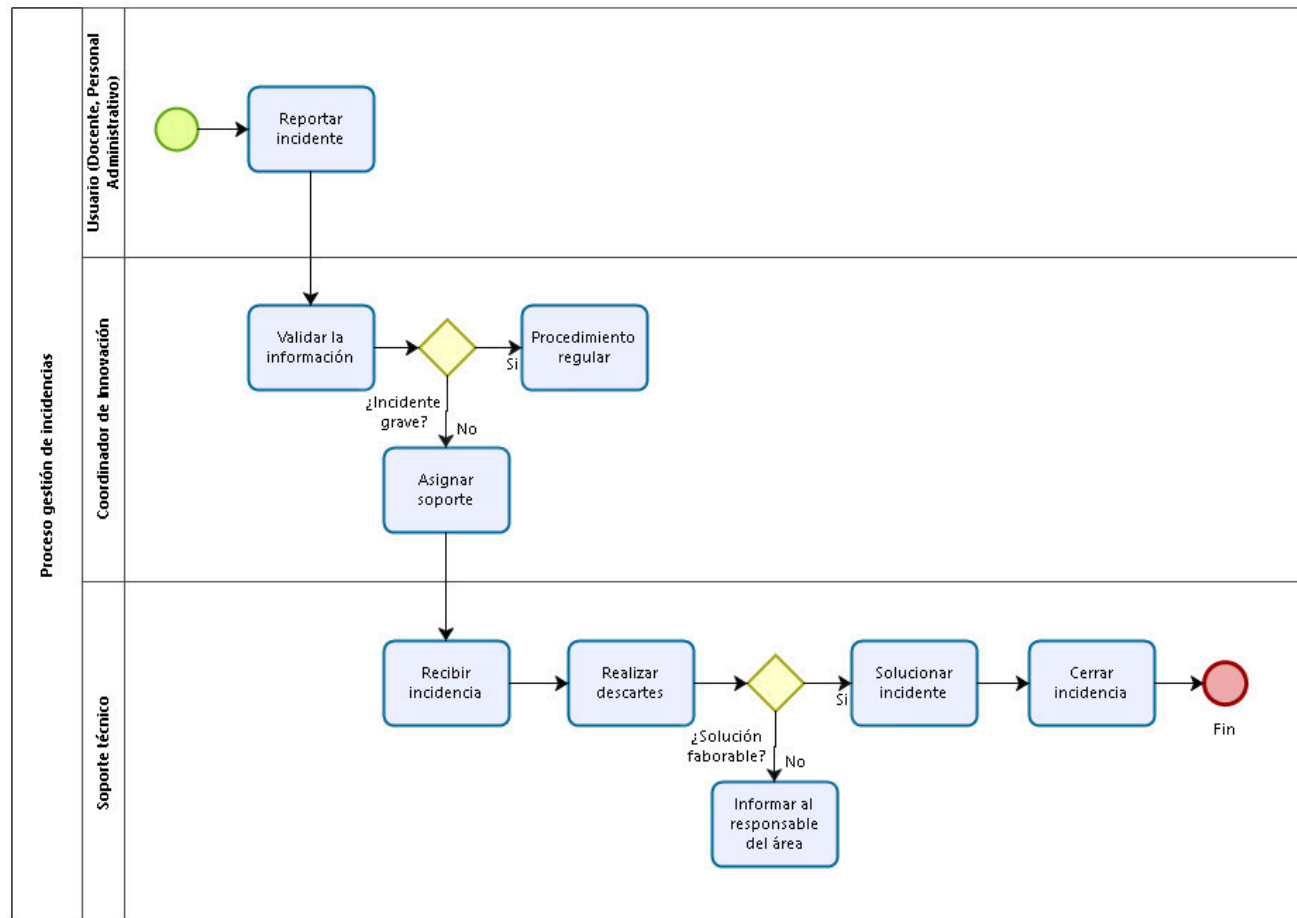 Proceso gestión de incidencias
Usuario (Docente, Personal
Administrativo)
Reportar
incidente
Coordinador de Innovación
Validar la
información
¿Incidente
grave?
Si
Procedimiento
regular
No
Asignar
soporte
Soporte técnico
Recibir
incidencia
Realizar
descartes
¿Solución
faborable?
Si
Solucionar
incidente
Cerrar
incidencia
Fin
No
Informar al
responsable
del área